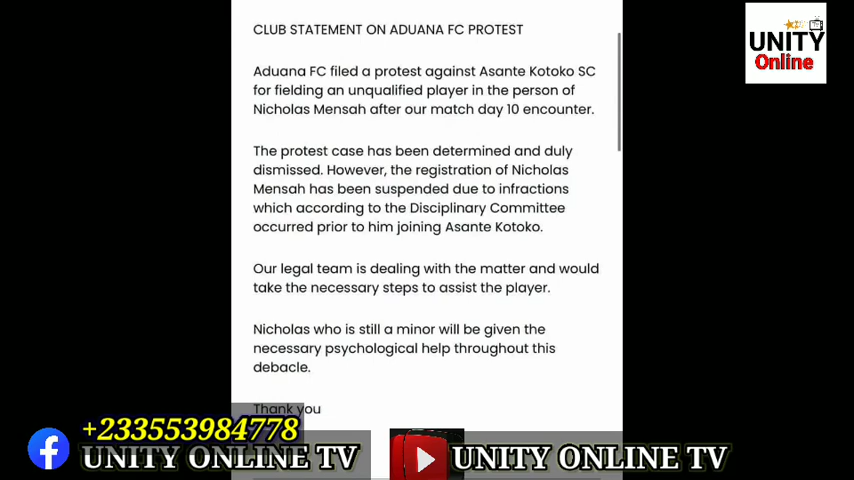 CLUB STATEMENT ON ADUANA FC PROTEST
Aduana FC filed a protest against Asante Kotoko SC
for fielding an unqualified player in the person of
Nicholas Mensah after our match day 10 encounter.
The protest case has been determined and duly
dismissed. However, the registration of Nicholas
Mensah has been suspended due to infractions
which according to the Disciplinary Committee
occurred prior to him joining Asante Kotoko.
Our legal team is dealing with the matter and would
take the necessary steps to assist the player.
Nicholas who is still a minor will be given the
necessary psychological help throughout this
debacle.
Thank you
UNITY
Online
+233553984778
UNITY ONLINE TV
UNITY ONLINE TV